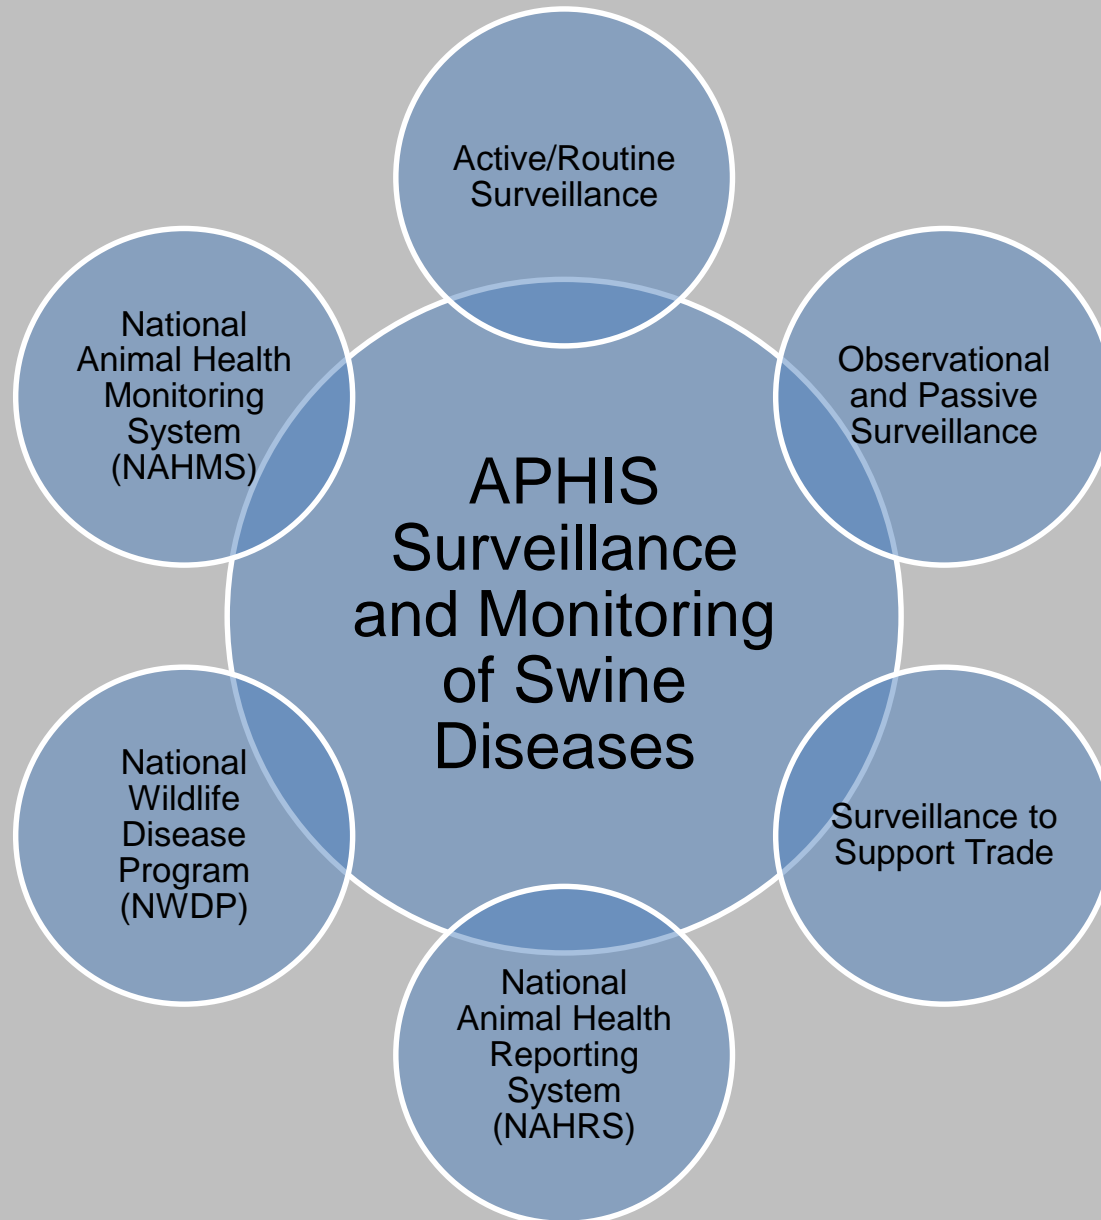 Active/Routine
Surveillance
National
Animal Health
Monitoring
System
(NAHMS)
Observational
and Passive
Surveillance
APHIS
Surveillance
and Monitoring
of Swine
Diseases
National
Wildlife
Disease
Program
(NWDP)
Surveillance to
Support Trade
National
Animal Health
Reporting
System
(NAHRS)